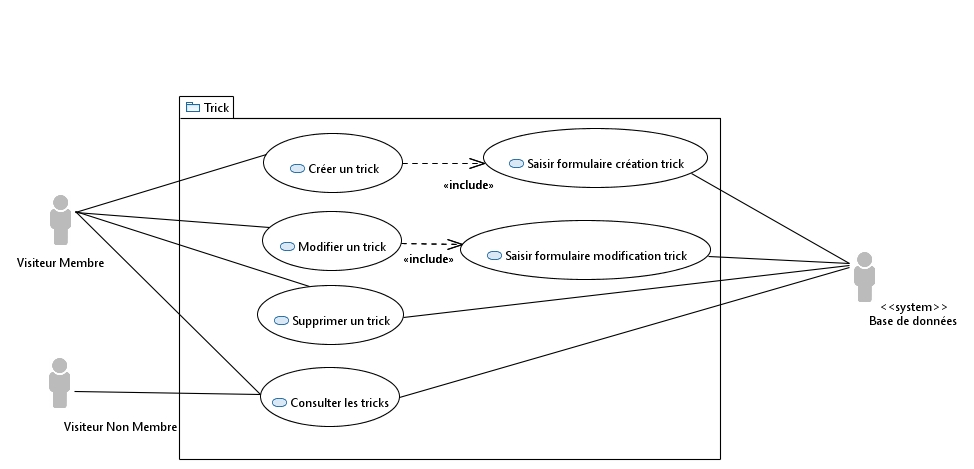 Trick
Créer un trick
Saisir formulaire création trick
«include»
Modifier un trick
Saisir formulaire modification trick
«include»
Visiteur Membre
<<system>>
Base de données
Supprimer un trick
Consulter les tricks
Visiteur Non Membre